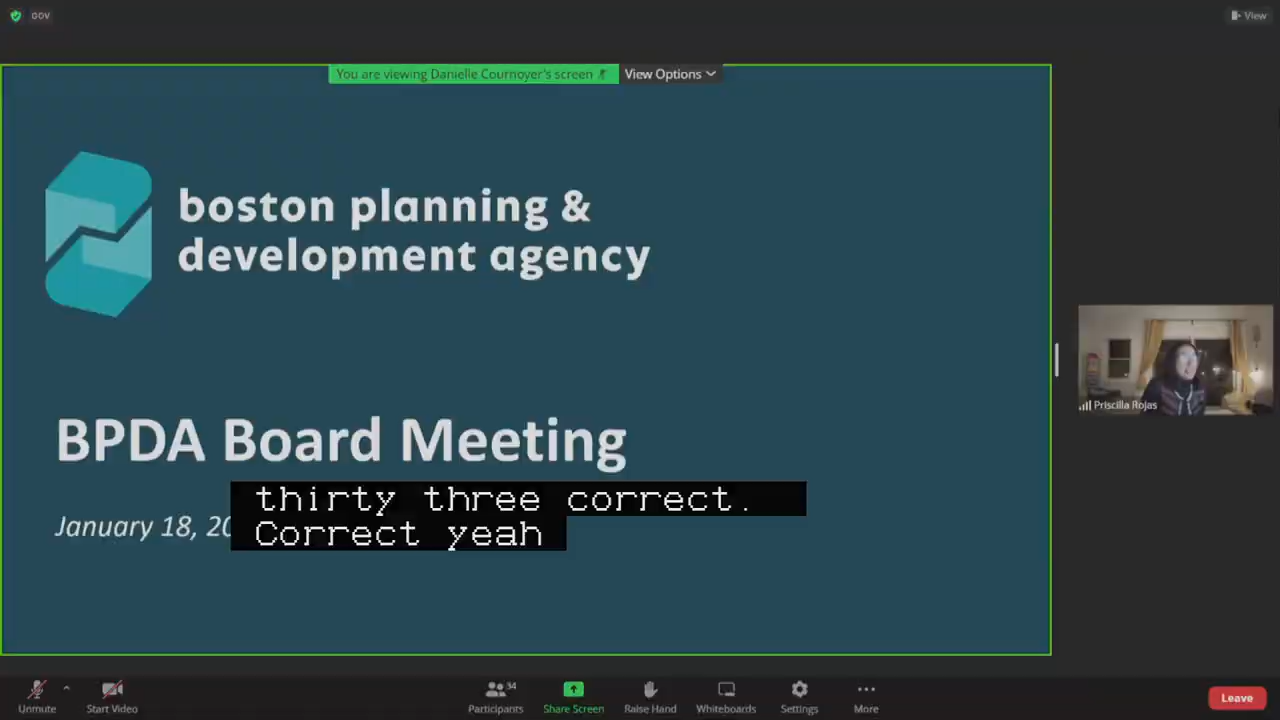 GOV
View
You are viewing Danielle Cournoyer's screen
View Options
boston planning &
development agency
BPDA Board Meeting
January 18, 20
thirty three correct.
Correct yeah
Priscilla Rojas
Unmute
Start Video
34
Participants
Share Screen
Raise Hand
Whiteboards
Settings
More
Leave